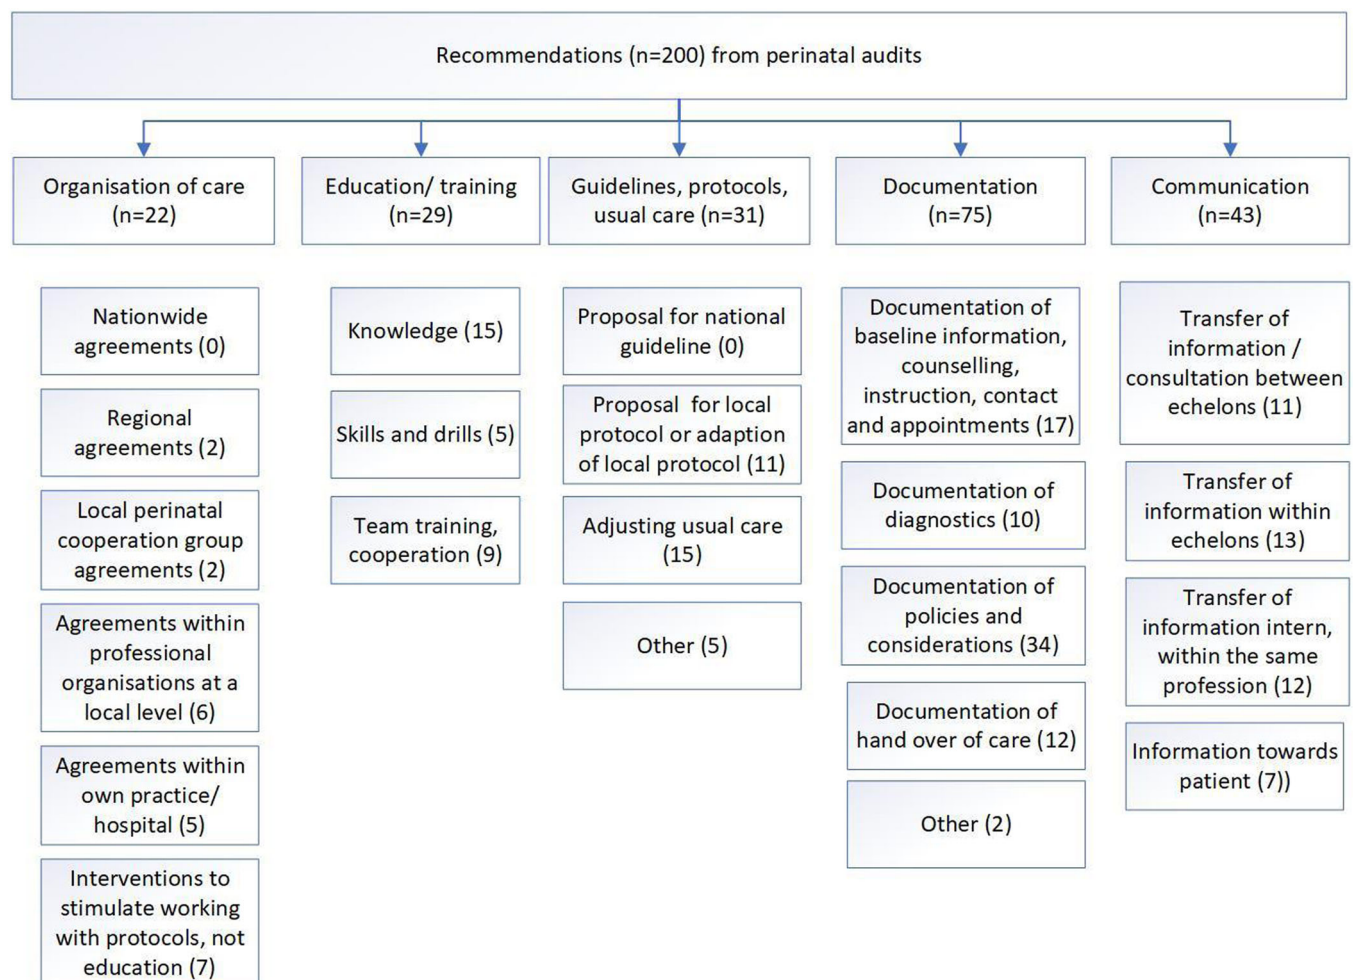 Recommendations (n=200) from perinatal audits
Organisation of care
(n=22)
Education/ training
(n=29)
Guidelines, protocols,
usual care (n=31)
Documentation
(n=75)
Communication
(n=43)
Nationwide
agreements (0)
Regional
agreements (2)
Local perinatal
cooperation group
agreements (2)
Agreements within
professional
organisations at a
local level (6)
Agreements within
own practice/
hospital (5)
Interventions to
stimulate working
with protocols, not
education (7)
Knowledge (15)
Skills and drills (5)
Team training,
cooperation (9)
Proposal for national
guideline (0)
Proposal  for local
protocol or adaption
of local protocol (11)
Adjusting usual care
(15)
Other (5)
Documentation of
baseline information,
counselling,
instruction, contact
and appointments (17)
Documentation of
diagnostics (10)
Documentation of
policies and
considerations (34)
Documentation of
hand over of care (12)
Other (2)
Transfer of
information /
consultation between
echelons (11)
Transfer of
information within
echelons (13)
Transfer of
information intern,
within the same
profession (12)
Information towards
patient (7))